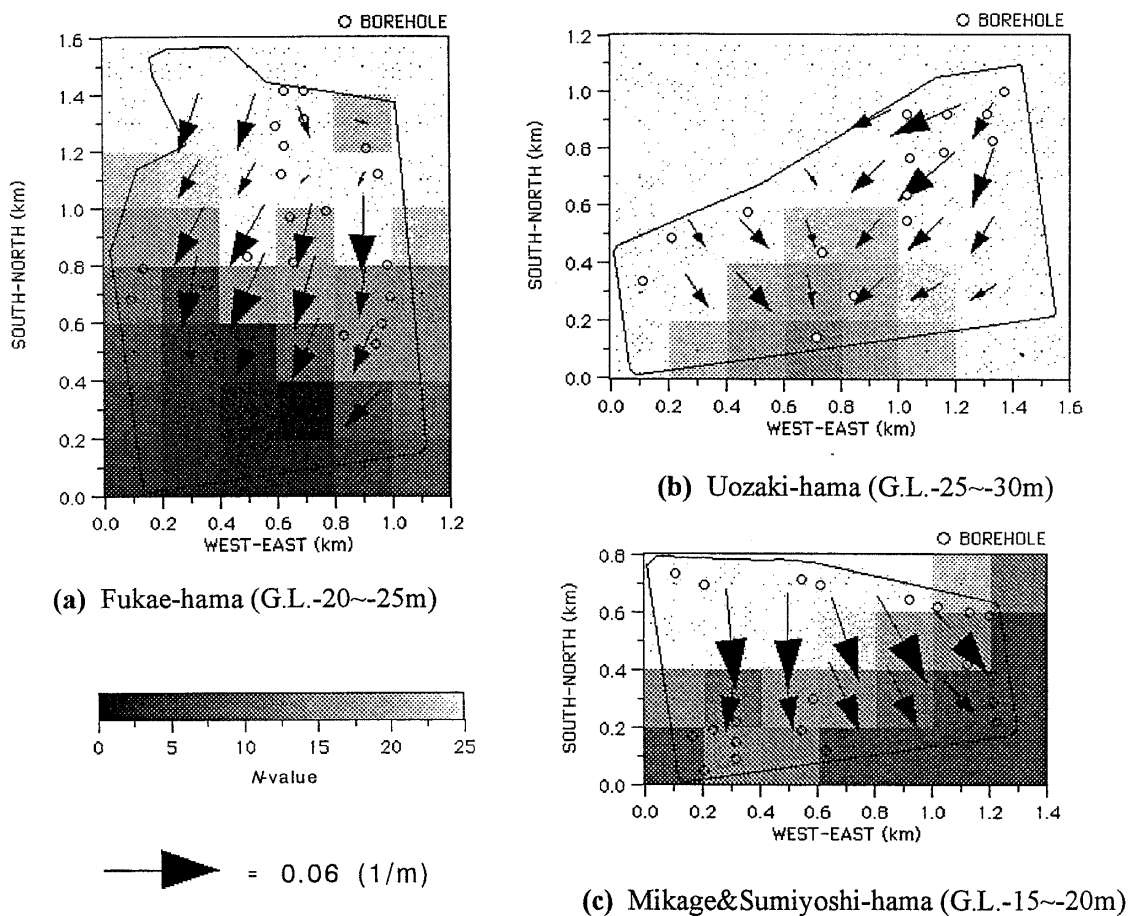 O BOREHOLE
1.6
1.4
1.2
1.0
0.8
0.6
0.4
0.2
0.0
SOUTH-NORTH (km)
0.0 0.2 0.4 0.6 0.8 1.0 1.2
WEST-EAST (km)
(a) Fukae-hama (G.L.-20~-25m)
O BOREHOLE
1.2
1.0
0.8
0.6
0.4
0.2
0.0
SOUTH-NORTH (km)
0.0 0.2 0.4 0.6 0.8 1.0 1.2 1.4 1.6
WEST-EAST (km)
(b) Uozaki-hama (G.L.-25~-30m)
0 5 10 15 20 25
N-value
= 0.06 (1/m)
O BOREHOLE
0.8
0.6
0.4
0.2
0.0
SOUTH-NORTH (km)
0.0 0.2 0.4 0.6 0.8 1.0 1.2 1.4
WEST-EAST (km)
(c) Mikage&Sumiyoshi-hama (G.L.-15~-20m)